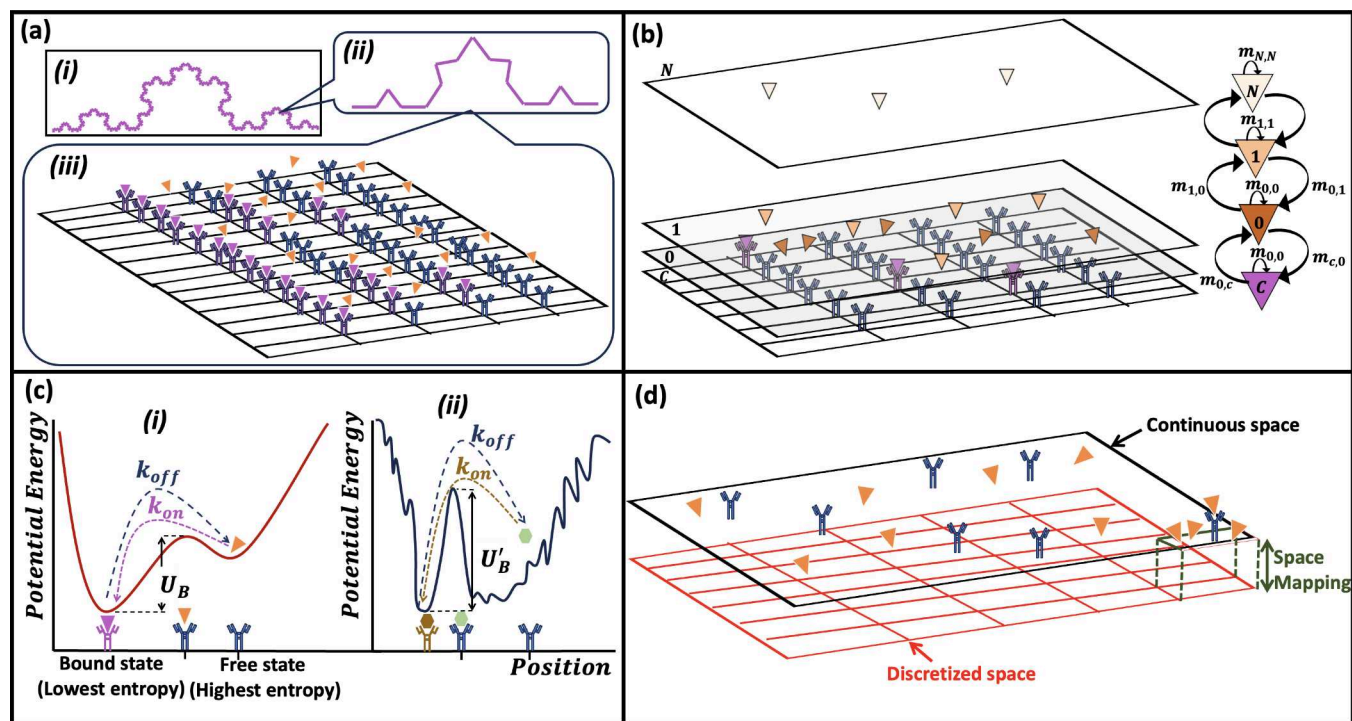 (a)
(i)
(ii)
(iii)
(b)
N
1
0
C
m_{N,N}
N
m_{1,1}
1
m_{1,0}
m_{0,0}
m_{0,1}
0
m_{0,0}
m_{0,c}
m_{c,0}
C
(c)
Potential Energy
(i)
k_{off}
k_{on}
U_B
Bound state
(Lowest entropy)
Free state
(Highest entropy)
Potential Energy
(ii)
k_{off}
k_{on}
U'_B
Position
(d)
Continuous space
Space
Mapping
Discretized space